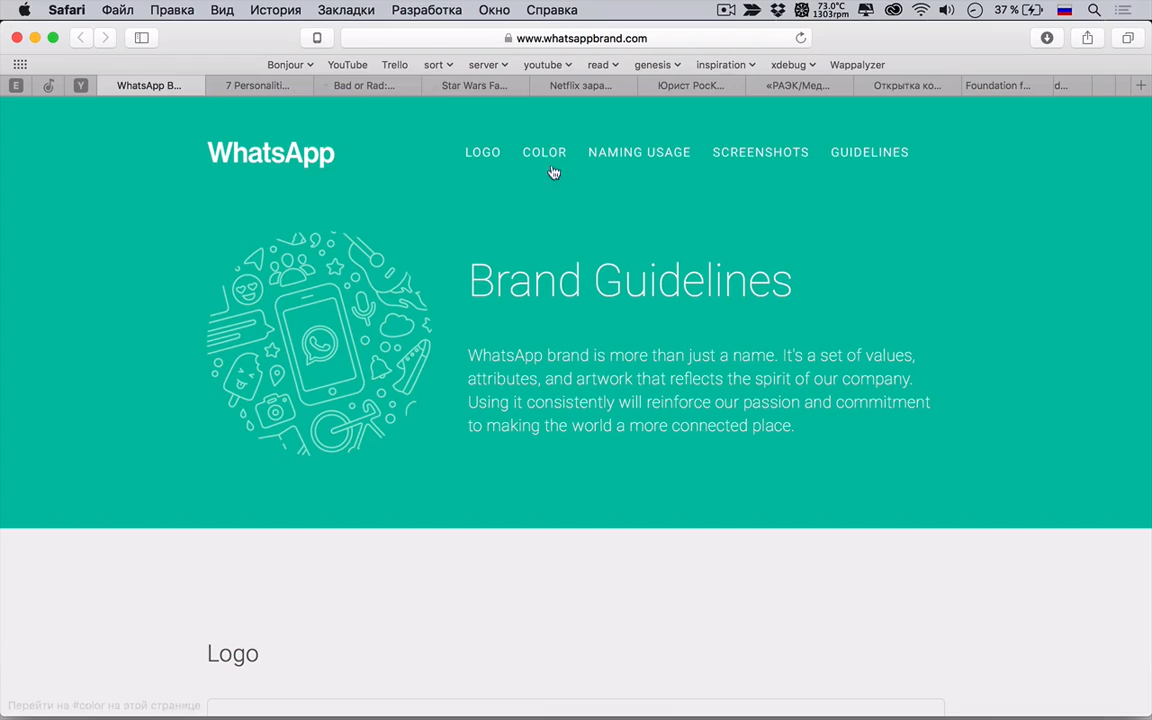 Safari Файл Правка Вид История Закладки Разработка Окно Справка 73.0°C 1303rpm 37 %
www.whatsappbrand.com
Bonjour YouTube Trello sort server youtube read genesis inspiration xdebug Wappalyzer
E Y WhatsApp B... 7 Personaliti... Bad or Rad:... Star Wars Fa... Netflix зара... Юрист РосК... «РАЭК/Мед... Открытка ко... Foundation f... d...
WhatsApp LOGO COLOR NAMING USAGE SCREENSHOTS GUIDELINES
Brand Guidelines
WhatsApp brand is more than just a name. It's a set of values,
attributes, and artwork that reflects the spirit of our company.
Using it consistently will reinforce our passion and commitment
to making the world a more connected place.
Logo
Перейти на #color на этой странице